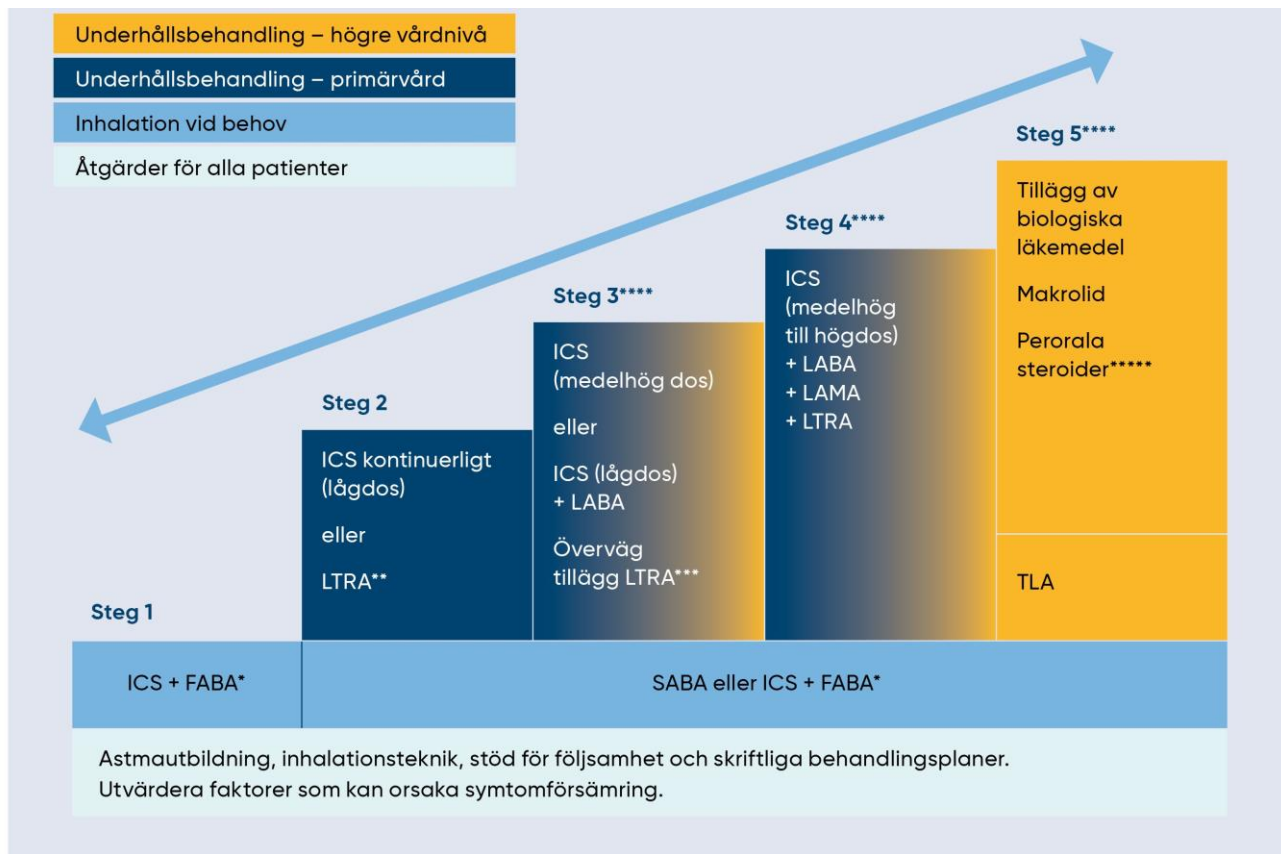 Underhållsbehandling – högre vårdnivå
Underhållsbehandling – primärvård
Inhalation vid behov
Åtgärder för alla patienter
Steg 1
ICS + FABA*
Steg 2
ICS kontinuerligt
(lågdos)
eller
LTRA**
Steg 3****
ICS
(medelhög dos)
eller
ICS (lågdos)
+ LABA
Överväg
tillägg LTRA***
Steg 4****
ICS
(medelhög
till högdos)
+ LABA
+ LAMA
+ LTRA
Steg 5****
Tillägg av
biologiska
läkemedel
Makrolid
Perorala
steroider*****
TLA
SABA eller ICS + FABA*
Astmautbildning, inhalationsteknik, stöd för följsamhet och skriftliga behandlingsplaner.
Utvärdera faktorer som kan orsaka symtomförsämring.